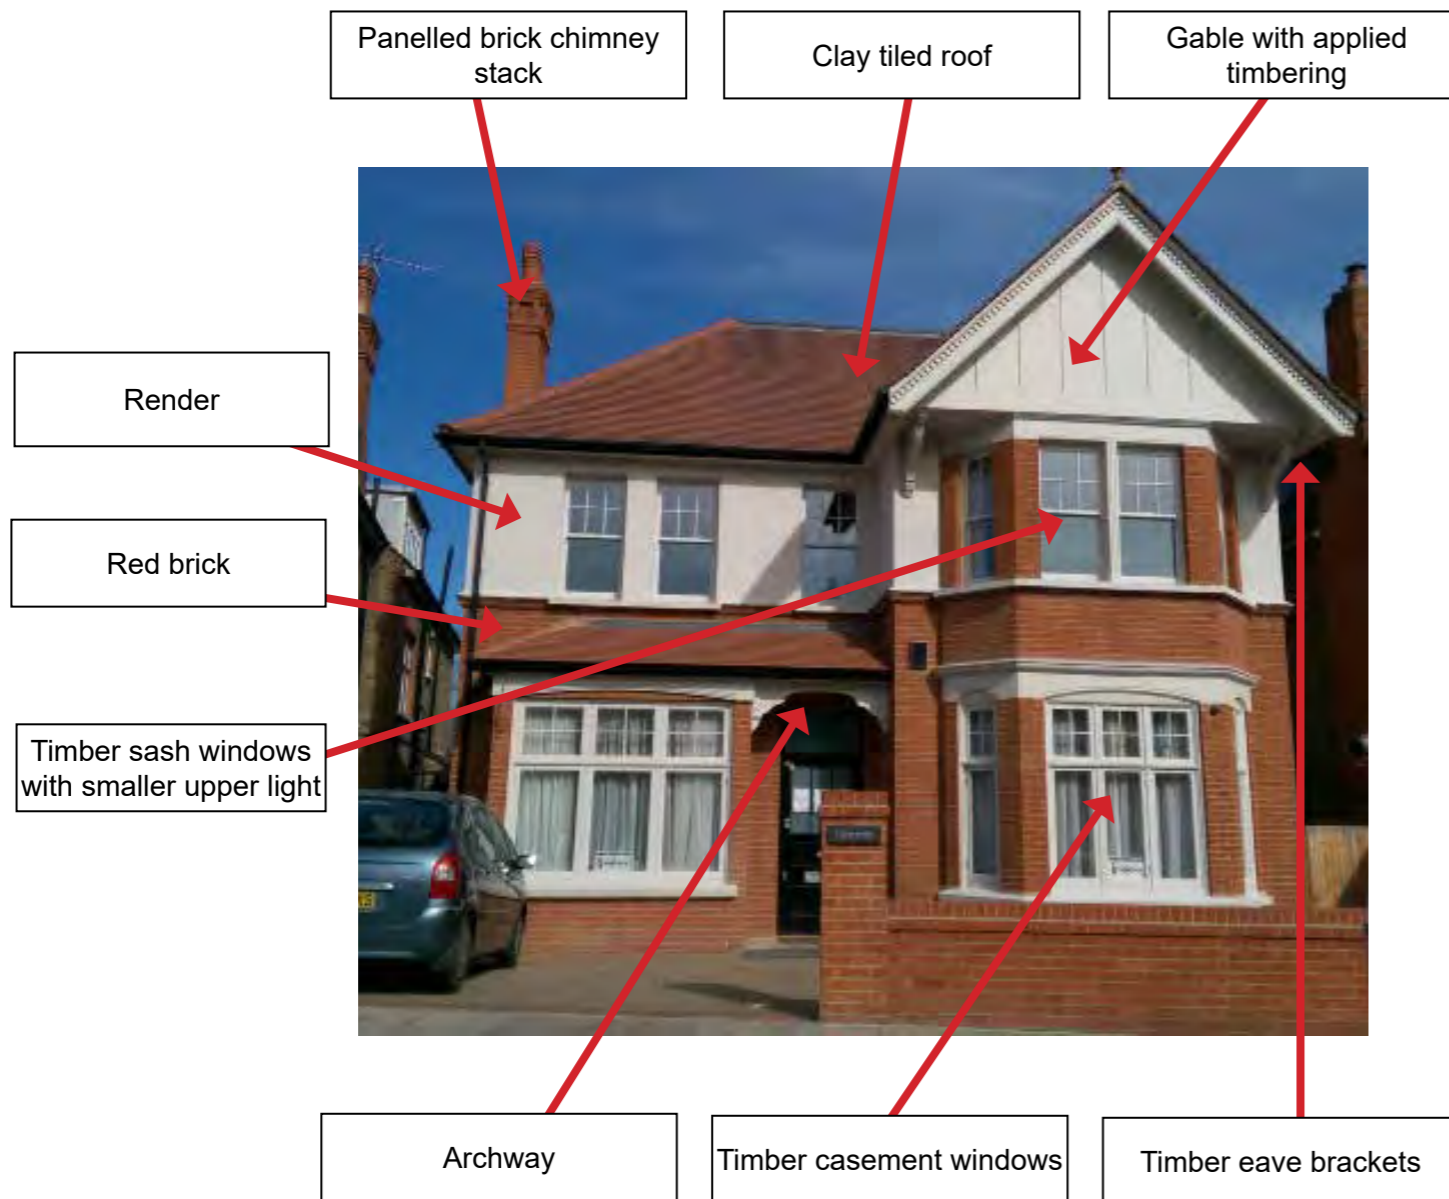 Panelled brick chimney
stack
Clay tiled roof
Gable with applied
timbering
Render
Red brick
Timber sash windows
with smaller upper light
Archway
Timber casement windows
Timber eave brackets